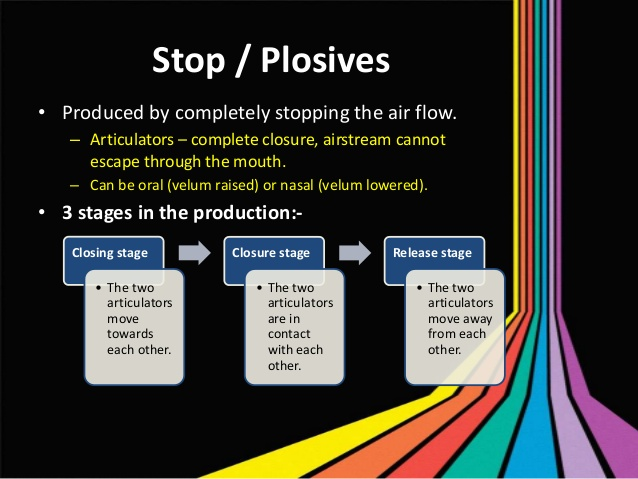 Stop / Plosives
• Produced by completely stopping the air flow.
– Articulators – complete closure, airstream cannot
escape through the mouth.
– Can be oral (velum raised) or nasal (velum lowered).
• 3 stages in the production:-
Closing stage
• The two
articulators
move
towards
each other.
Closure stage
• The two
articulators
are in
contact
with each
other.
Release stage
• The two
articulators
move away
from each
other.